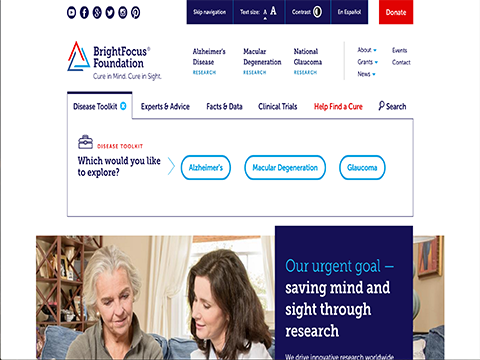 Skip navigation
Text size: A A
Contrast
En Español
Donate
BrightFocus®
Foundation
Cure in Mind. Cure in Sight.
Alzheimer's
Disease
RESEARCH
Macular
Degeneration
RESEARCH
National
Glaucoma
RESEARCH
About
Grants
News
Events
Contact
Disease Toolkit
Experts & Advice
Facts & Data
Clinical Trials
Help Find a Cure
Search
DISEASE TOOLKIT
Which would you like
to explore?
Alzheimer's
Macular Degeneration
Glaucoma
Our urgent goal —
saving mind and
sight through
research
We drive innovative research worldwide